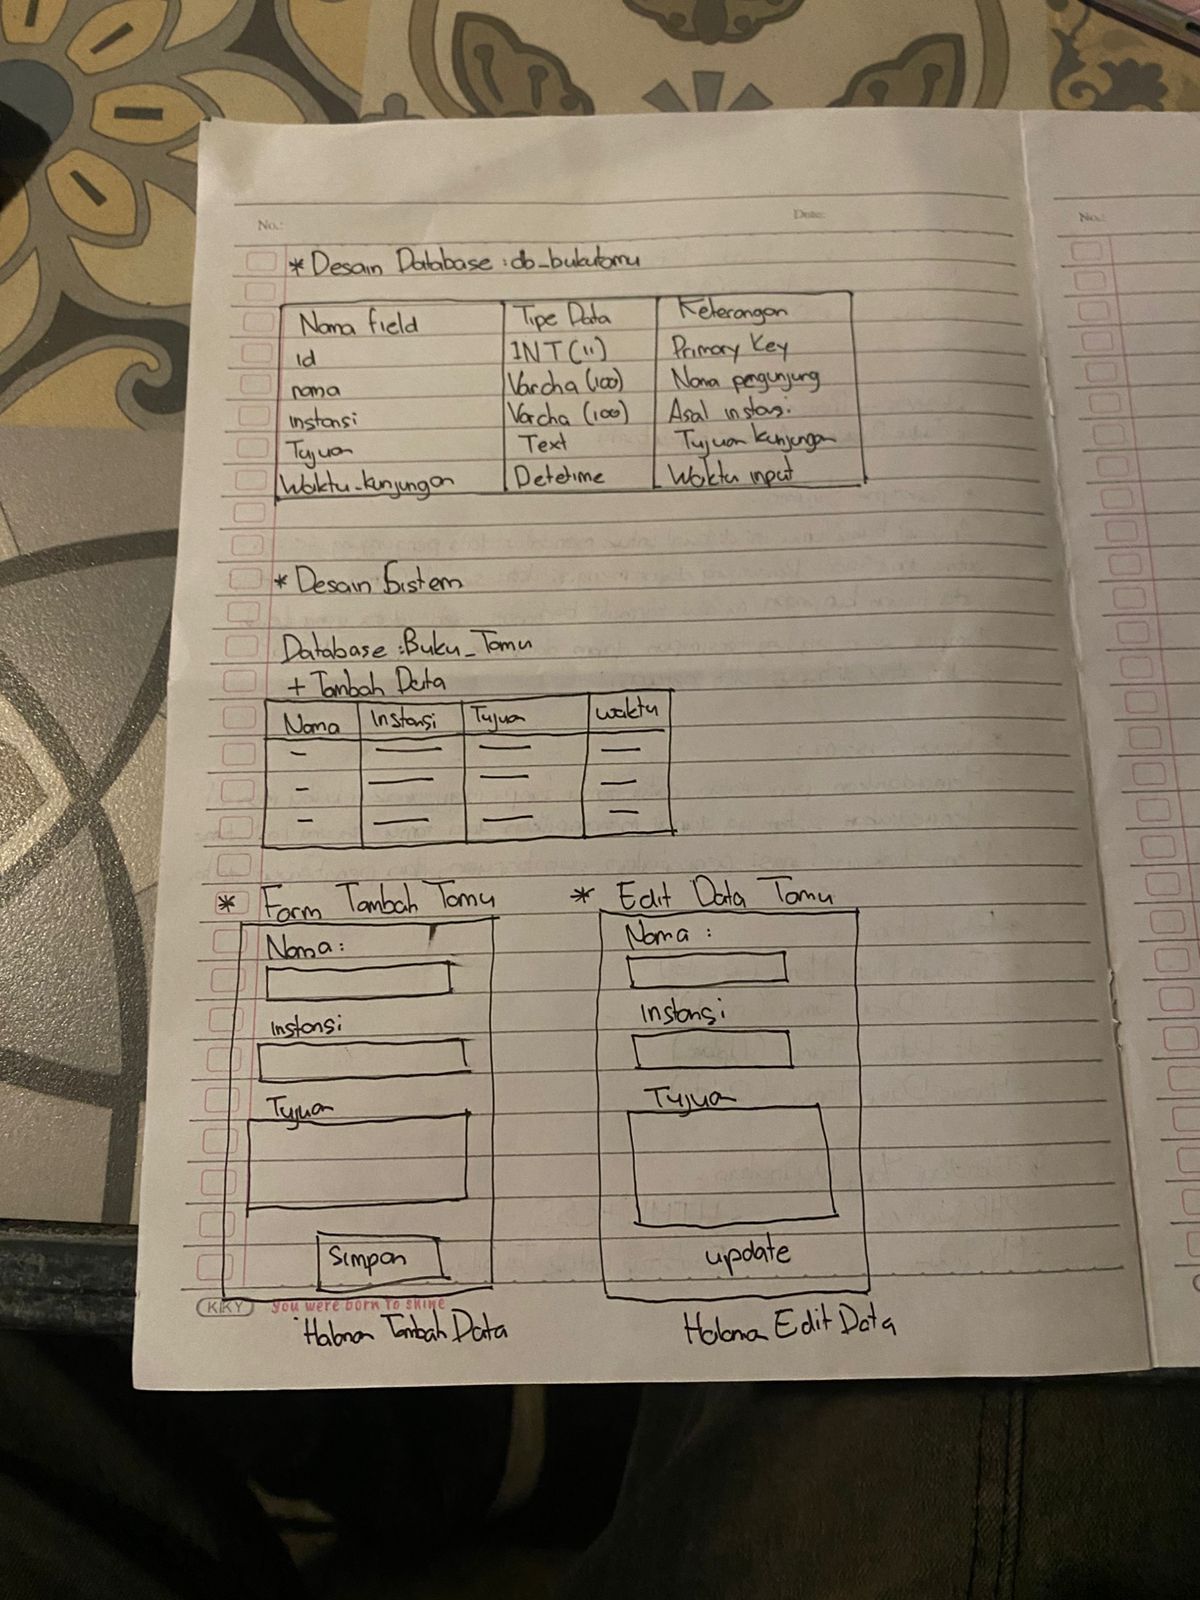 No.:
Date:
No.:
* Desain Database : db_bukutamu
Nama field Tipe Data Keterangan
id INT (11) Primary Key
nama Varcha (100) Nama pengunjung
instansi Varcha (100) Asal instansi
Tujuan Text Tujuan kunjungan
Waktu_kunjungan Detetime Waktu input
* Desain Sistem
Database : Buku_Tamu
+ Tambah Data
Nama Instansi Tujuan waktu
* Form Tambah Tamu
Nama :
Instansi
Tujuan
Simpan
* Edit Data Tamu
Nama :
Instansi
Tujuan
update
KIKY you were born to shine
Halaman Tambah Data
Halama Edit Data